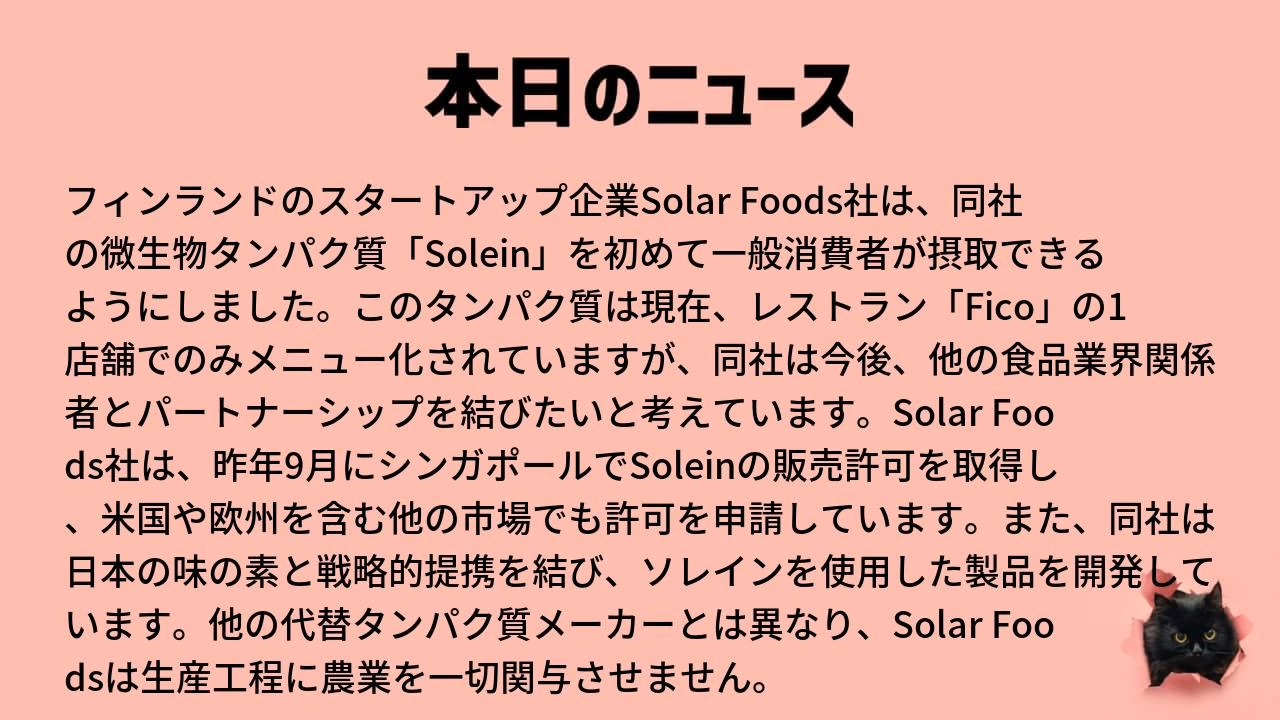 本日のニュース
フィンランドのスタートアップ企業Solar Foods社は、同社
の微生物タンパク質「Solein」を初めて一般消費者が摂取できる
ようにしました。このタンパク質は現在、レストラン「Fico」の1
店舗でのみメニュー化されていますが、同社は今後、他の食品業界関係
者とパートナーシップを結びたいと考えています。Solar Foo
ds社は、昨年9月にシンガポールでSoleinの販売許可を取得し
、米国や欧州を含む他の市場でも許可を申請しています。また、同社は
日本の味の素と戦略的提携を結び、ソレインを使用した製品を開発して
います。他の代替タンパク質メーカーとは異なり、Solar Foo
dsは生産工程に農業を一切関与させません。